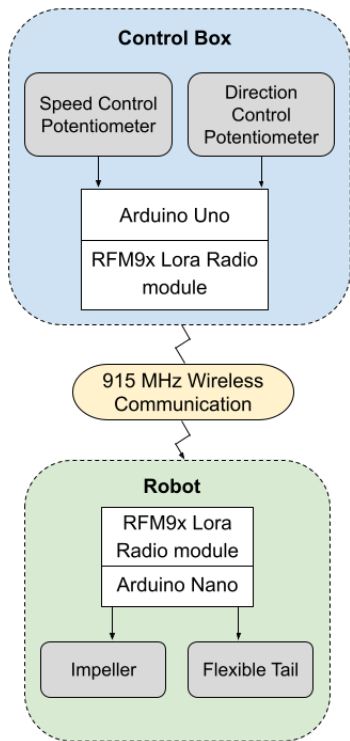 Control Box
Speed Control
Potentiometer
Direction
Control
Potentiometer
Arduino Uno
RFM9x Lora Radio
module
915 MHz Wireless
Communication
Robot
RFM9x Lora
Radio module
Arduino Nano
Impeller
Flexible Tail